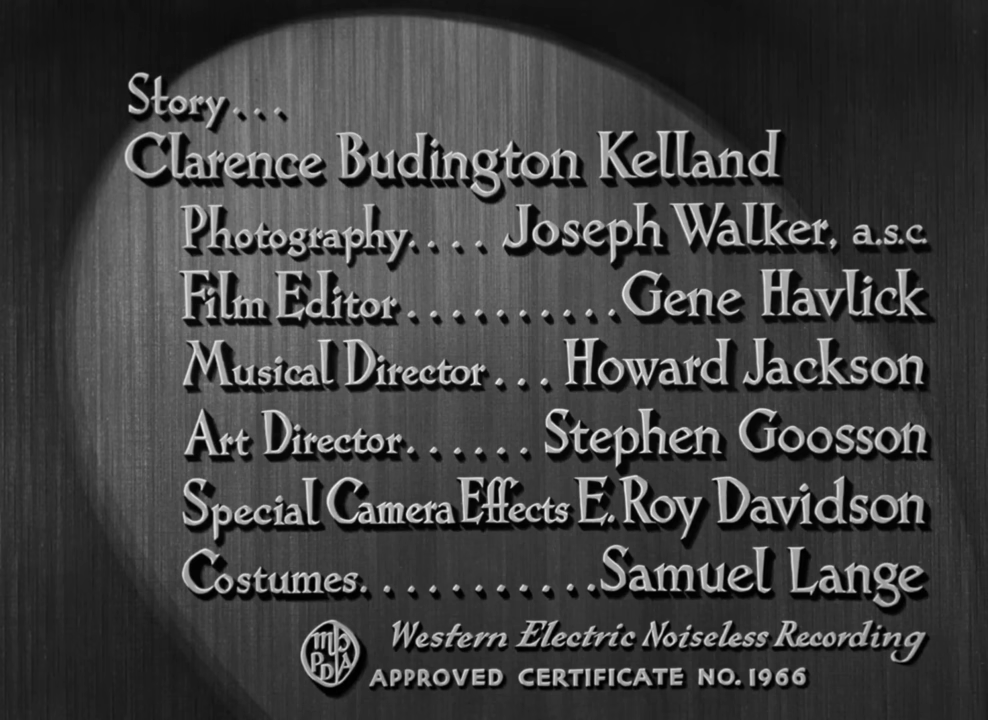 Story...
Clarence Budington Kelland
Photography.... Joseph Walker, a.s.c.
Film Editor..........Gene Havlick
Musical Director... Howard Jackson
Art Director...... Stephen Goosson
Special Camera Effects E. Roy Davidson
Costumes...........Samuel Lange
MPPDA Western Electric Noiseless Recording
APPROVED CERTIFICATE NO. 1966